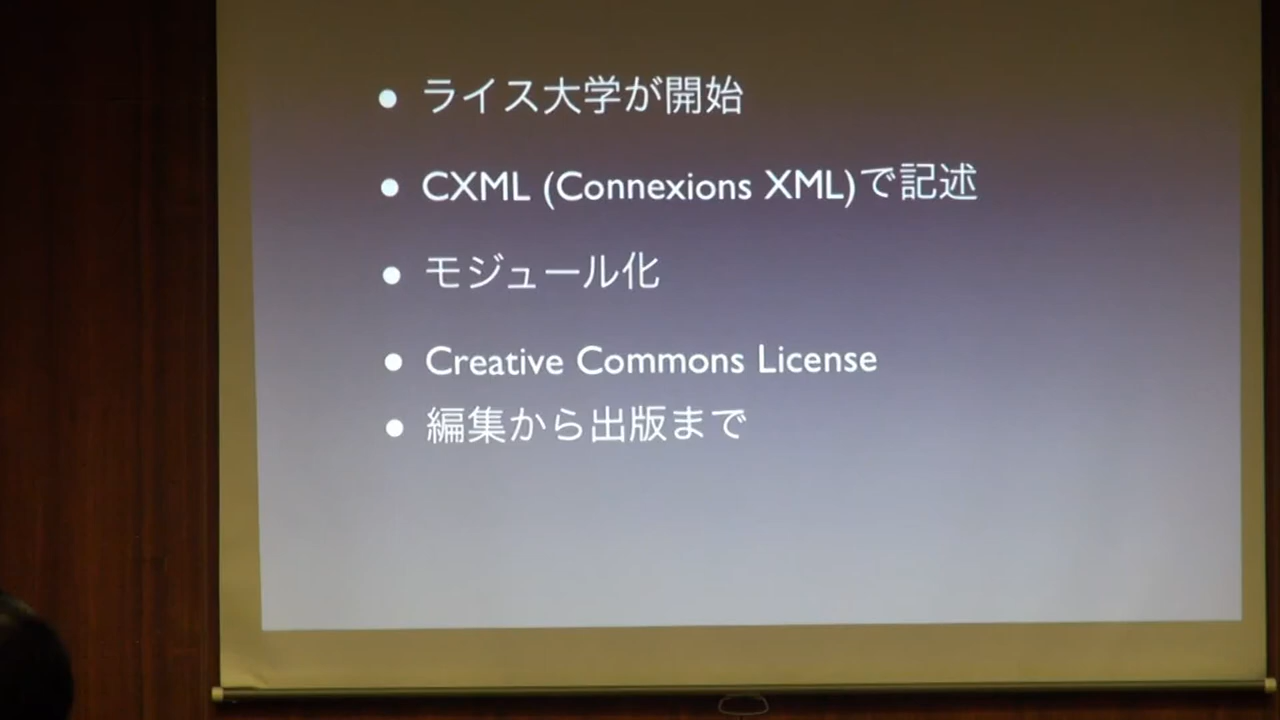 • ライス大学が開始
• CXML (Connexions XML)で記述
• モジュール化
• Creative Commons License
• 編集から出版まで